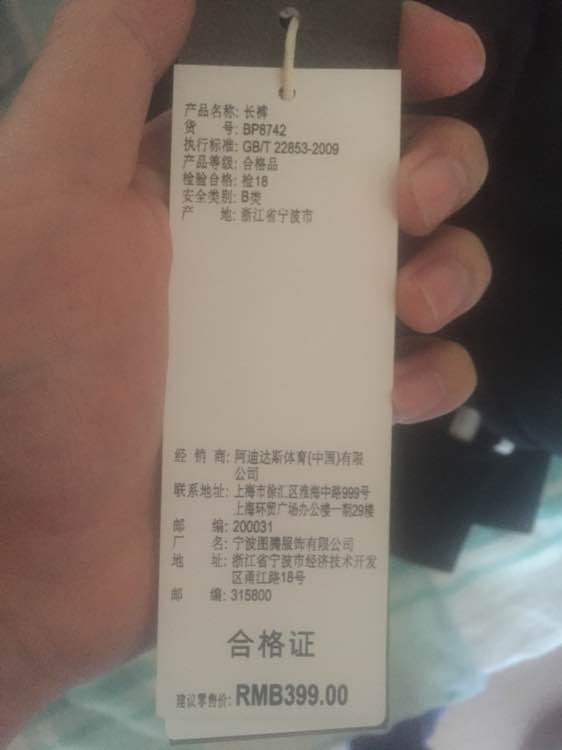 产品名称: 长裤
货 号: BP8742
执行标准: GB/T 22853-2009
产品等级: 合格品
检验合格: 检18
安全类别: B类
产 地: 浙江省宁波市
经 销 商: 阿迪达斯体育(中国)有限
公司
联系地址: 上海市徐汇区淮海中路999号
上海环贸广场办公楼一期29楼
邮 编: 200031
厂 名: 宁波图腾服饰有限公司
地 址: 浙江省宁波市经济技术开发
区甬江路18号
邮 编: 315800
合格证
建议零售价: RMB399.00